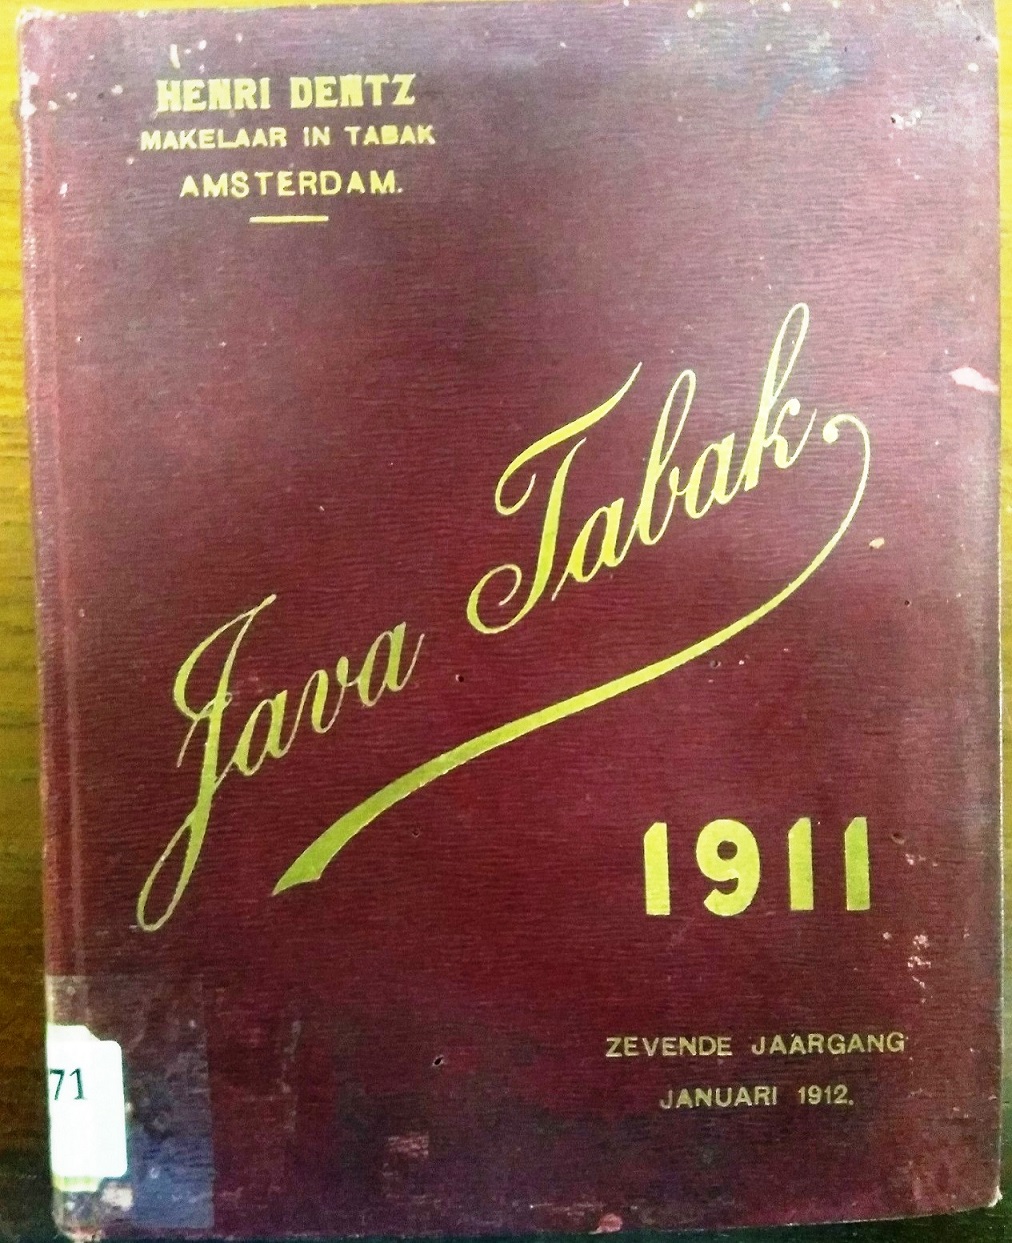 HENRI DENTZ
MAKELAAR IN TABAK
AMSTERDAM.
Java Tabak
1911
ZEVENDE JAARGANG
JANUARI 1912.
71